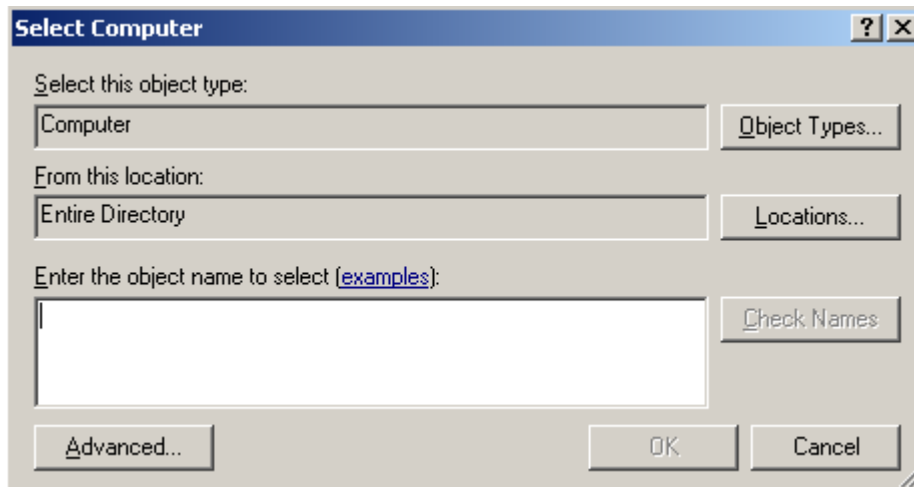 Select Computer
Select this object type:
Computer
Object Types...
From this location:
Entire Directory
Locations...
Enter the object name to select (examples):
Check Names
Advanced...
OK
Cancel